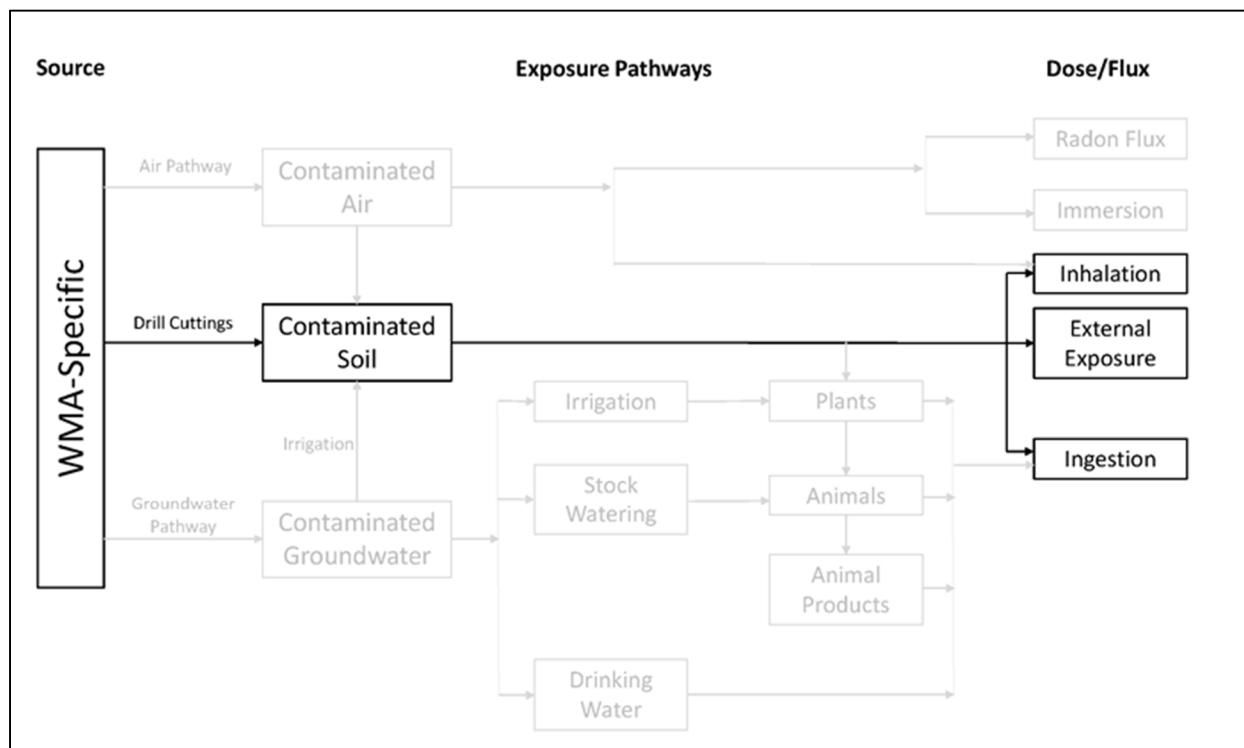 Source
Exposure Pathways
Dose/Flux
WMA-Specific
Air Pathway
Contaminated
Air
Radon Flux
Immersion
Inhalation
Drill Cuttings
Contaminated
Soil
External
Exposure
Irrigation
Plants
Irrigation
Ingestion
Stock
Watering
Animals
Groundwater
Pathway
Contaminated
Groundwater
Animal
Products
Drinking
Water